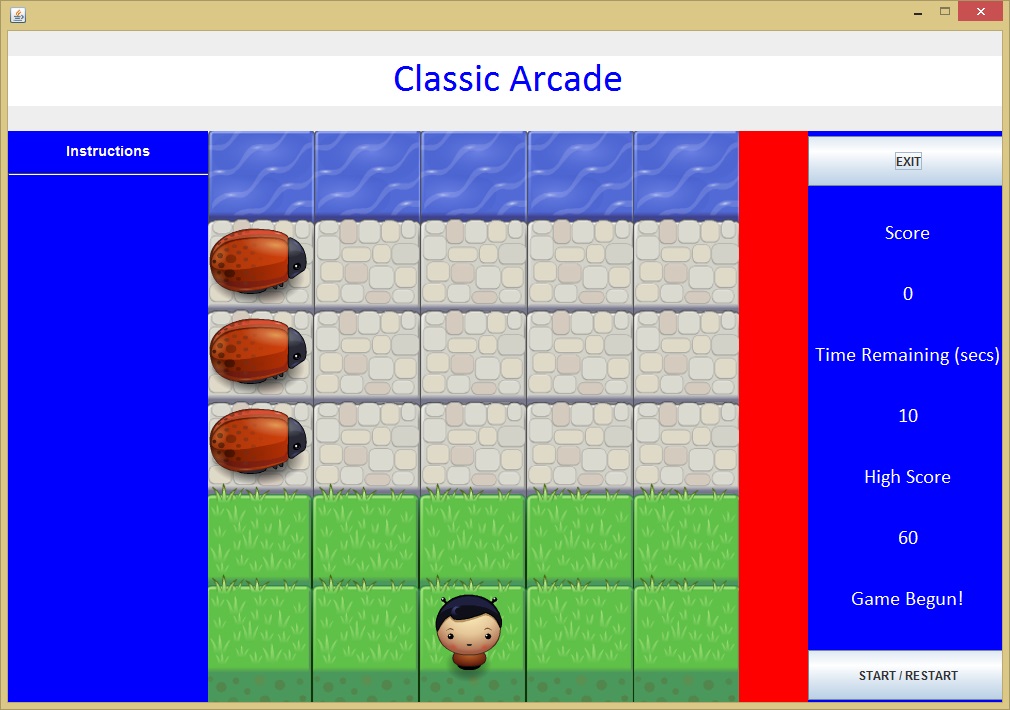 Classic Arcade
Instructions
EXIT
Score
0
Time Remaining (secs)
10
High Score
60
Game Begun!
START / RESTART